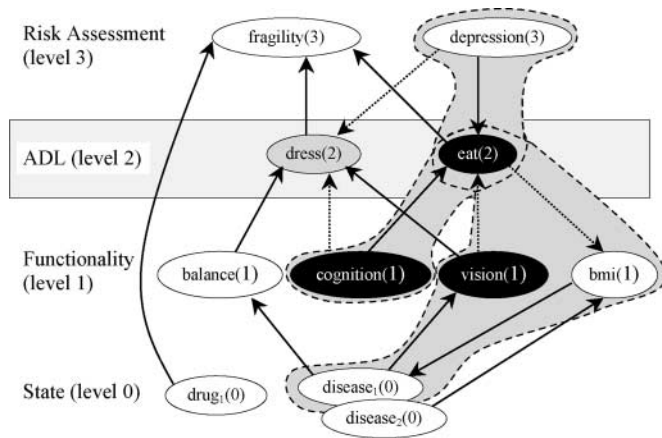 Risk Assessment
(level 3)
fragility(3)
depression(3)
ADL (level 2)
dress(2)
eat(2)
Functionality
(level 1)
balance(1)
cognition(1)
vision(1)
bmi(1)
State (level 0)
drug₁(0)
disease₁(0)
disease₂(0)